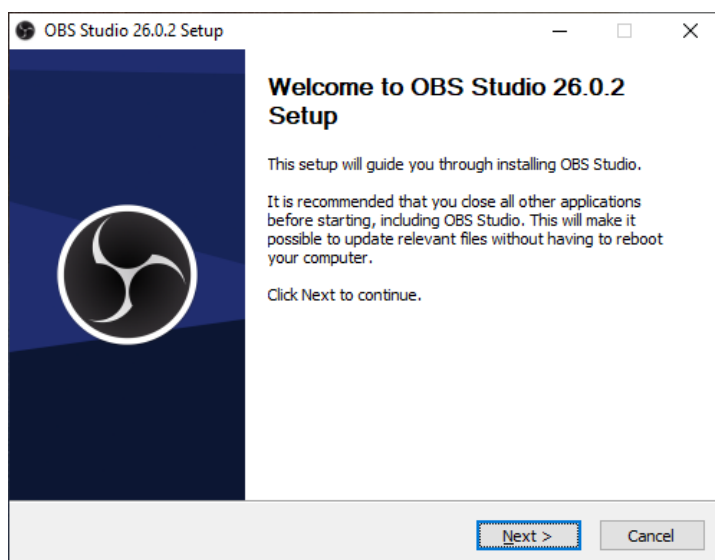 OBS Studio 26.0.2 Setup
Welcome to OBS Studio 26.0.2
Setup
This setup will guide you through installing OBS Studio.
It is recommended that you close all other applications
before starting, including OBS Studio. This will make it
possible to update relevant files without having to reboot
your computer.
Click Next to continue.
Next >
Cancel